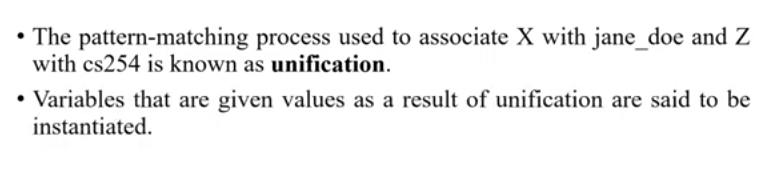 • The pattern-matching process used to associate X with jane_doe and Z
with cs254 is known as unification.
• Variables that are given values as a result of unification are said to be
instantiated.